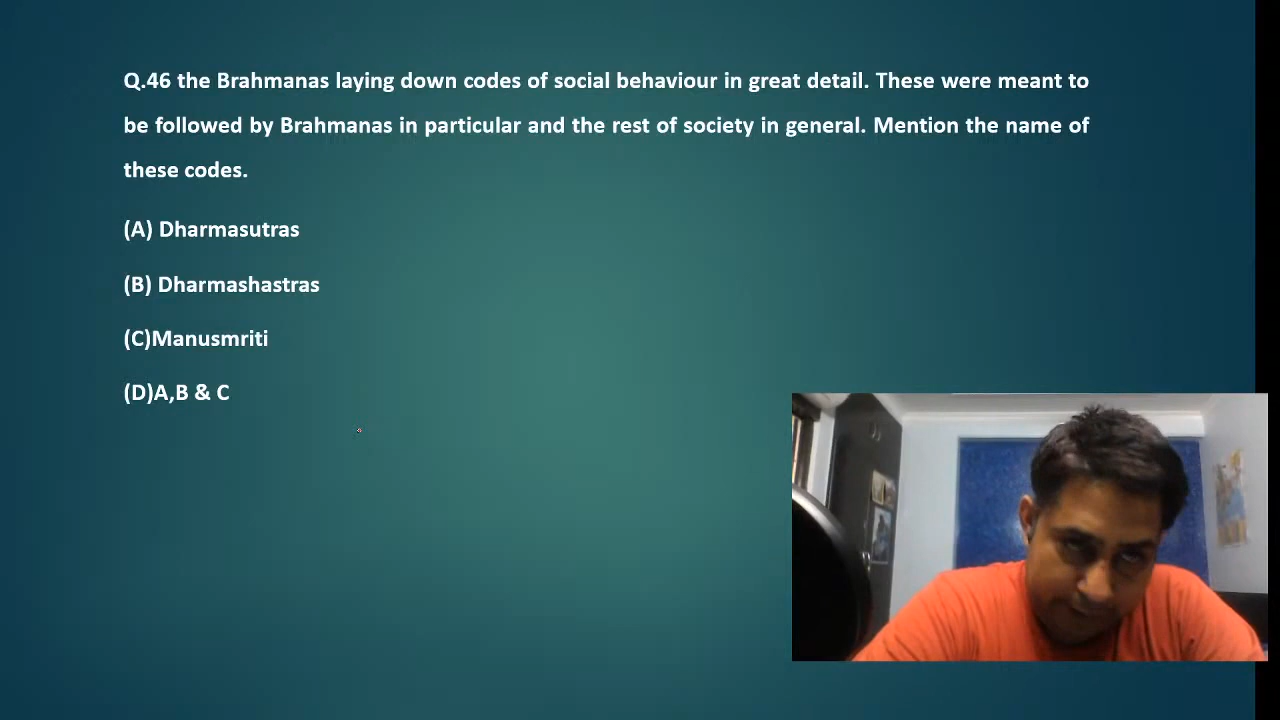 Q.46 the Brahmanas laying down codes of social behaviour in great detail. These were meant to
be followed by Brahmanas in particular and the rest of society in general. Mention the name of
these codes.
(A) Dharmasutras
(B) Dharmashastras
(C)Manusmriti
(D)A,B & C